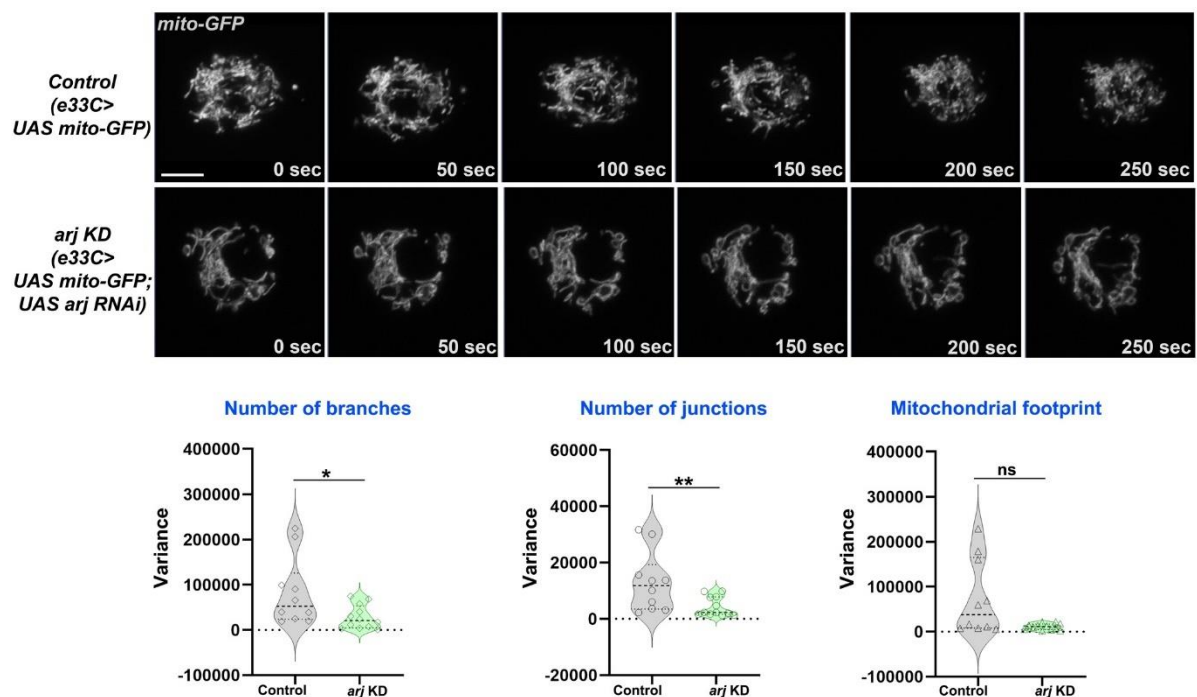 mito-GFP
Control
(e33C>
UAS mito-GFP)
0 sec
50 sec
100 sec
150 sec
200 sec
250 sec
arj KD
(e33C>
UAS mito-GFP;
UAS arj RNAi)
0 sec
50 sec
100 sec
150 sec
200 sec
250 sec
Number of branches
Variance
400000
300000
200000
100000
0
-100000
*
Control
arj KD
Number of junctions
Variance
60000
40000
20000
0
-20000
**
Control
arj KD
Mitochondrial footprint
Variance
400000
300000
200000
100000
0
-100000
ns
Control
arj KD